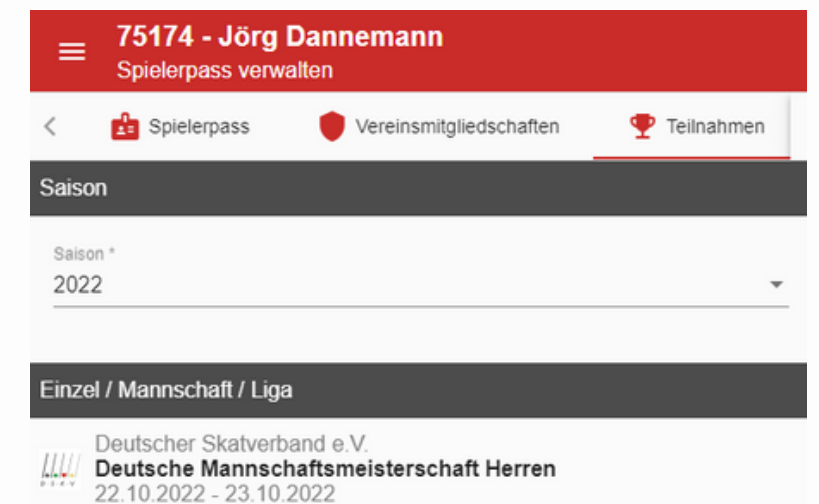 75174 - Jörg Dannemann
Spielerpass verwalten
Spielerpass
Vereinsmitgliedschaften
Teilnahmen
Saison
Saison *
2022
Einzel / Mannschaft / Liga
Deutscher Skatverband e.V.
Deutsche Mannschaftsmeisterschaft Herren
22.10.2022 - 23.10.2022